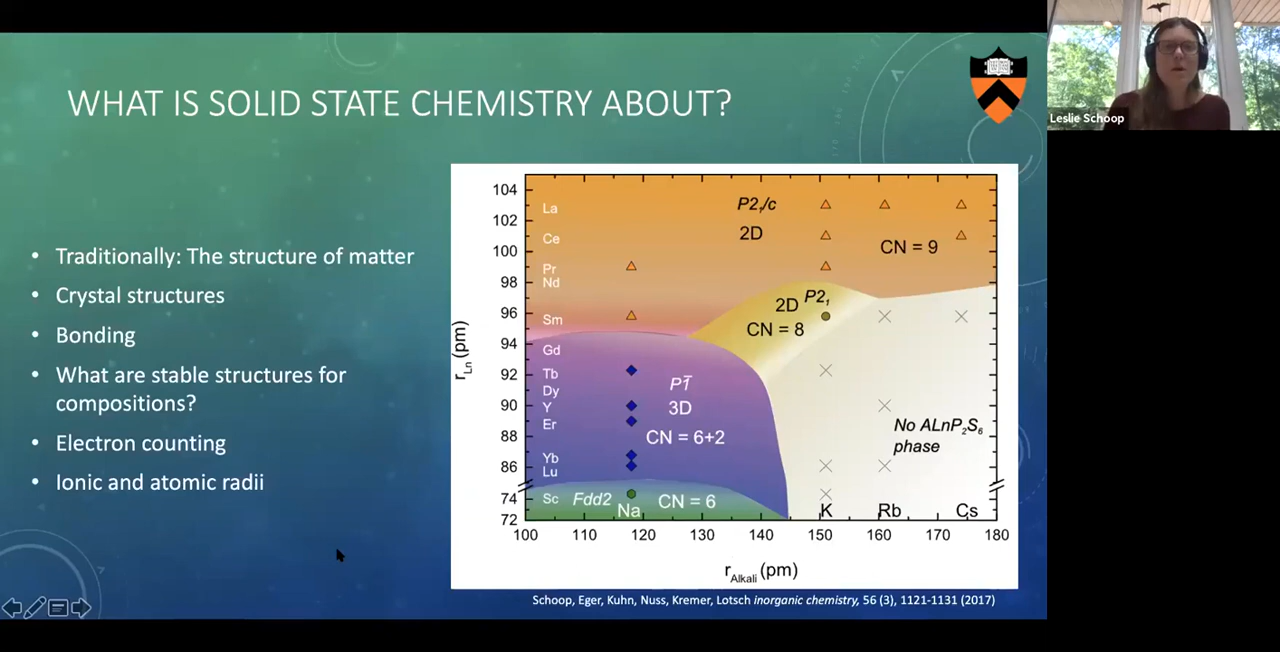 Leslie Schoop
WHAT IS SOLID STATE CHEMISTRY ABOUT?
• Traditionally: The structure of matter
• Crystal structures
• Bonding
• What are stable structures for
compositions?
• Electron counting
• Ionic and atomic radii
r_Ln (pm)
104
102
100
98
96
94
92
90
88
86
74
72
La
Ce
Pr
Nd
Sm
Gd
Tb
Dy
Y
Er
Yb
Lu
Sc
P2₁/c
2D
CN = 9
2D P2₁
CN = 8
P1̅
3D
CN = 6+2
No ALnP₂S₆
phase
Fdd2
CN = 6
Na
K
Rb
Cs
100 110 120 130 140 150 160 170 180
r_Alkali (pm)
Schoop, Eger, Kuhn, Nuss, Kremer, Lotsch inorganic chemistry, 56 (3), 1121-1131 (2017)